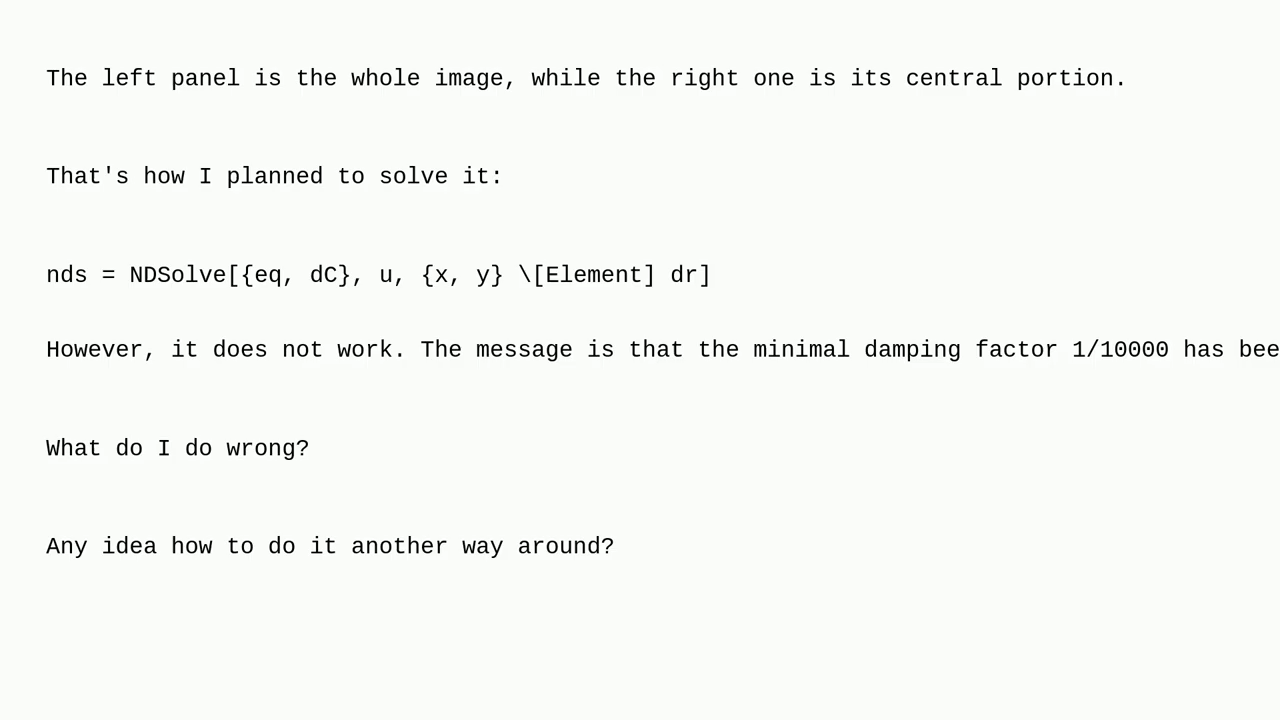 The left panel is the whole image, while the right one is its central portion.
That's how I planned to solve it:
nds = NDSolve[{eq, dC}, u, {x, y} \[Element] dr]
However, it does not work. The message is that the minimal damping factor 1/10000 has
What do I do wrong?
Any idea how to do it another way around?